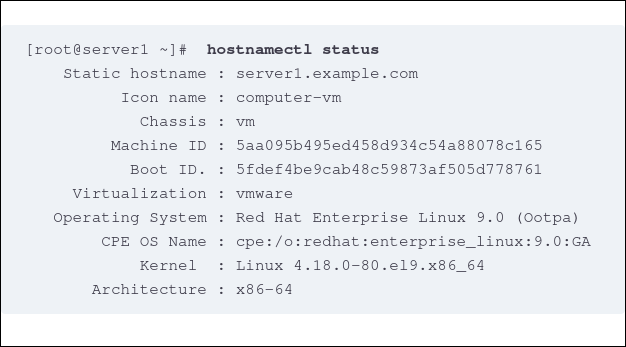 [root@server1 ~]# hostnamectl status
Static hostname : server1.example.com
Icon name : computer-vm
Chassis : vm
Machine ID : 5aa095b495ed458d934c54a88078c165
Boot ID. : 5fdef4be9cab48c59873af505d778761
Virtualization : vmware
Operating System : Red Hat Enterprise Linux 9.0 (Ootpa)
CPE OS Name : cpe:/o:redhat:enterprise_linux:9.0:GA
Kernel : Linux 4.18.0-80.el9.x86_64
Architecture : x86-64